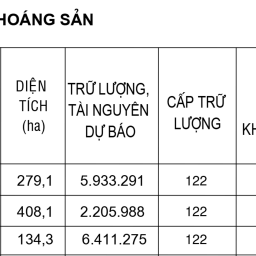 HOÁNG SẢN
DIỆN
TÍCH
(ha)
TRỮ LƯỢNG,
TÀI NGUYÊN
DỰ BÁO
CẤP TRỮ
LƯỢNG
KH
279,1 5.933.291 122
408,1 2.205.988 122
134,3 6.411.275 122